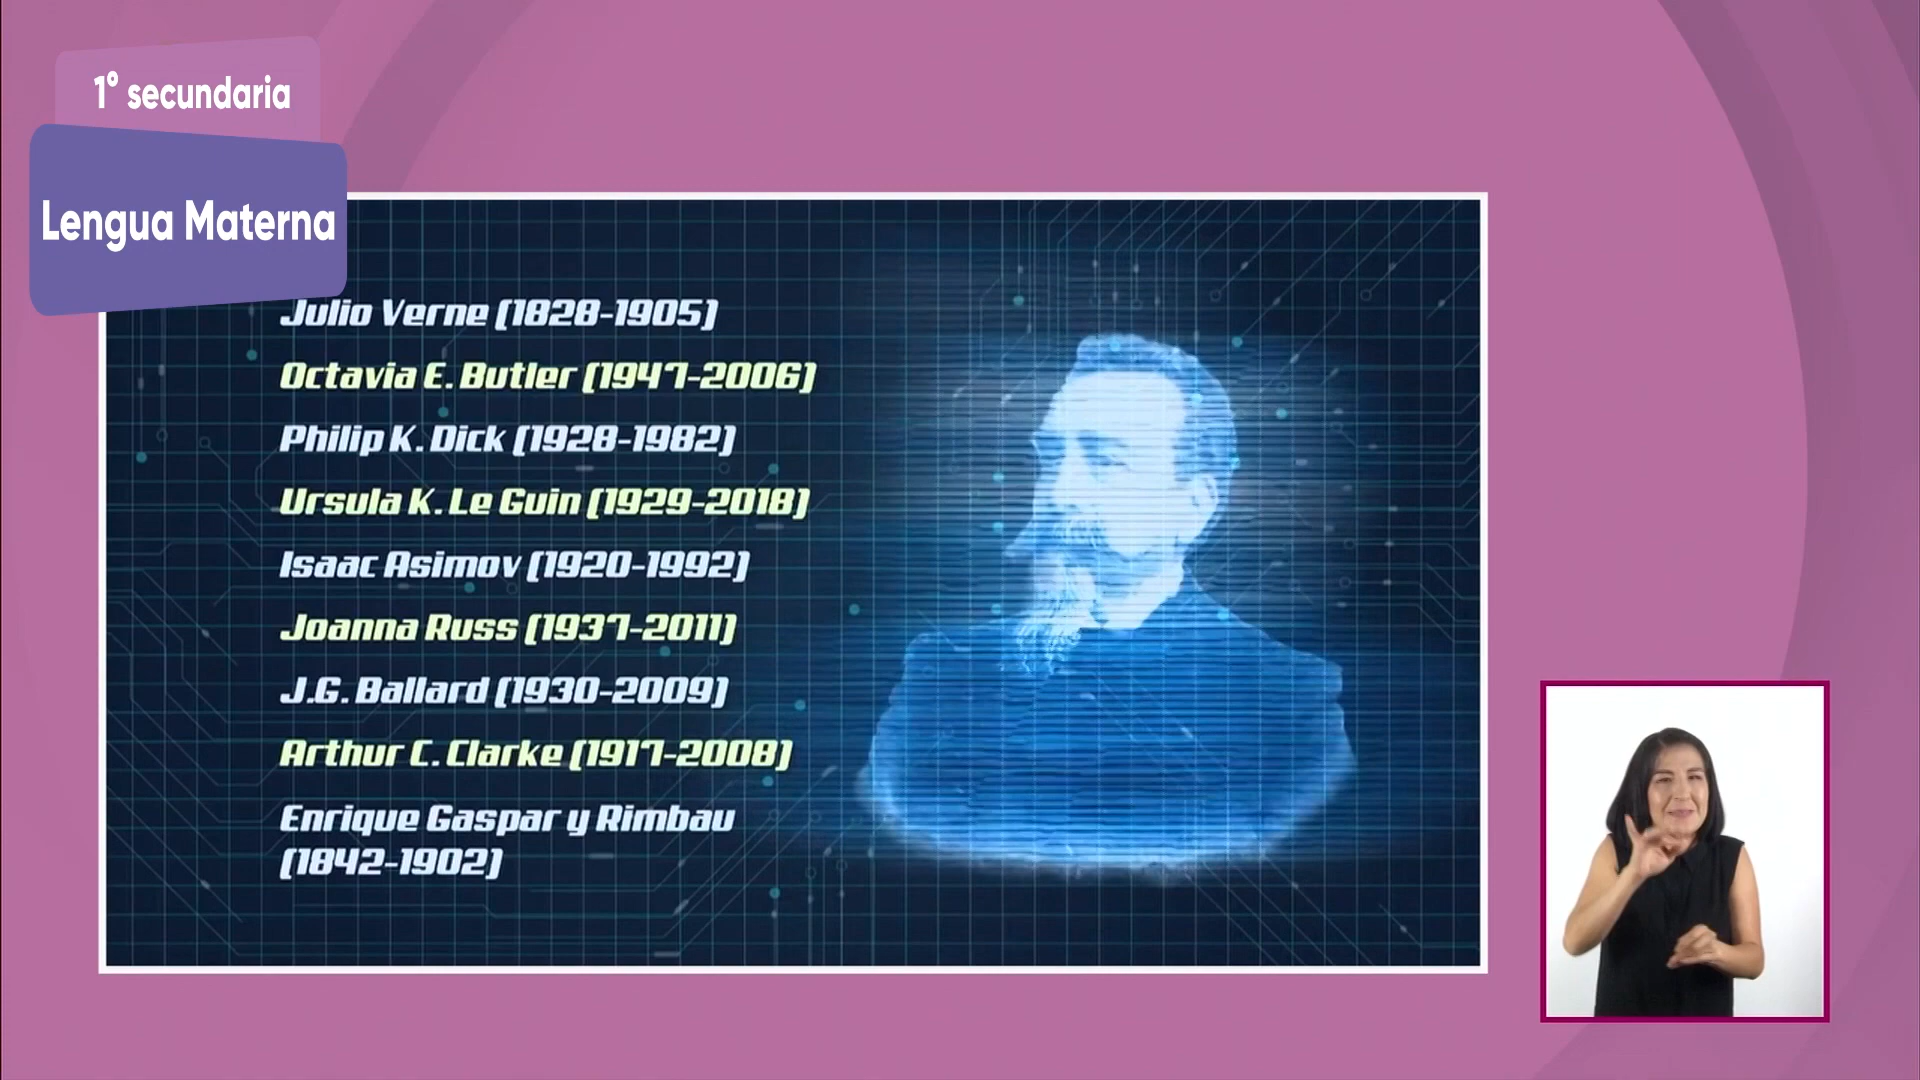 1° secundaria
Lengua Materna
Julio Verne (1828-1905)
Octavia E. Butler (1947-2006)
Philip K. Dick (1928-1982)
Ursula K. Le Guin (1929-2018)
Isaac Asimov (1920-1992)
Joanna Russ (1937-2011)
J.G. Ballard (1930-2009)
Arthur C. Clarke (1917-2008)
Enrique Gaspar y Rimbau
(1842-1902)